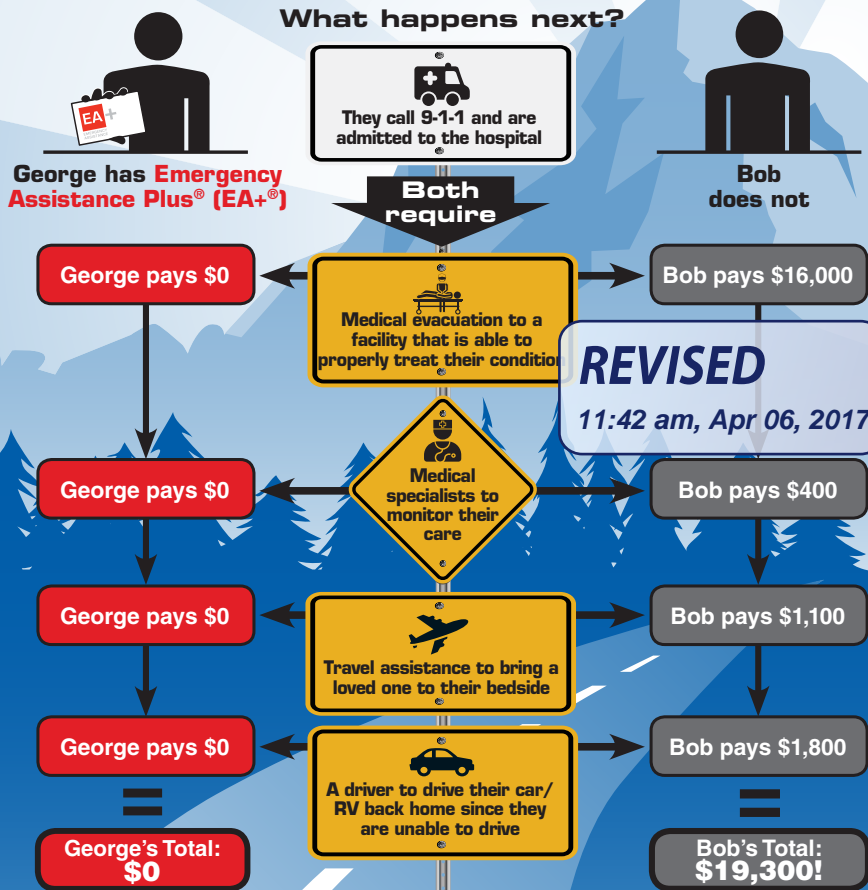 What happens next?
They call 9-1-1 and are
admitted to the hospital
EA+
George has Emergency
Assistance Plus® (EA+®)
Bob
does not
Both
require
George pays $0
Medical evacuation to a
facility that is able to
properly treat their condition
Bob pays $16,000
REVISED
11:42 am, Apr 06, 2017
George pays $0
Medical
specialists to
monitor their
care
Bob pays $400
George pays $0
Travel assistance to bring a
loved one to their bedside
Bob pays $1,100
George pays $0
A driver to drive their car/
RV back home since they
are unable to drive
Bob pays $1,800
=
=
George's Total:
$0
Bob's Total:
$19,300!